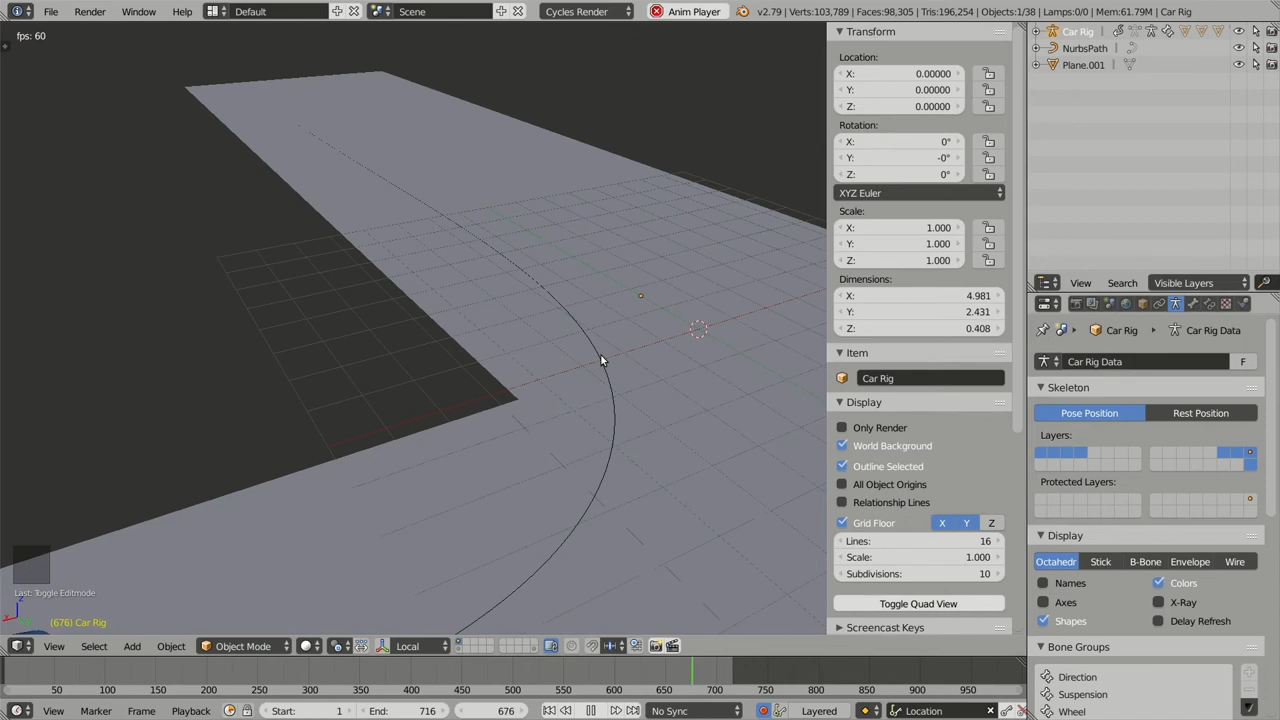 File Render Window Help Default Scene Cycles Render Anim Player v2.79 | Verts:103,789 | Faces:98,305 | Tris:196,254 | Objects:1/38 | Lamps:0/0 | Mem:61.79M | Car Rig
fps: 60
Transform
Location:
X: 0.00000
Y: 0.00000
Z: 0.00000
Rotation:
X: 0°
Y: -0°
Z: 0°
XYZ Euler
Scale:
X: 1.000
Y: 1.000
Z: 1.000
Dimensions:
X: 4.981
Y: 2.431
Z: 0.408
Item
Car Rig
Display
Only Render
World Background
Outline Selected
All Object Origins
Relationship Lines
Grid Floor X Y Z
Lines: 16
Scale: 1.000
Subdivisions: 10
Toggle Quad View
Screencast Keys
Car Rig
NurbsPath
Plane.001
View Search Visible Layers
Car Rig Car Rig Data
Car Rig Data F
Skeleton
Pose Position Rest Position
Layers:
Protected Layers:
Display
Octahedr Stick B-Bone Envelope Wire
Names Colors
Axes X-Ray
Shapes Delay Refresh
Bone Groups
Direction
Suspension
Wheel
Last: Toggle Editmode
(676) Car Rig
View Select Add Object Object Mode Local
50 100 150 200 250 300 350 400 450 500 550 600 650 700 750 800 850 900 950
View Marker Frame Playback Start: 1 End: 716 676 No Sync Layered Location